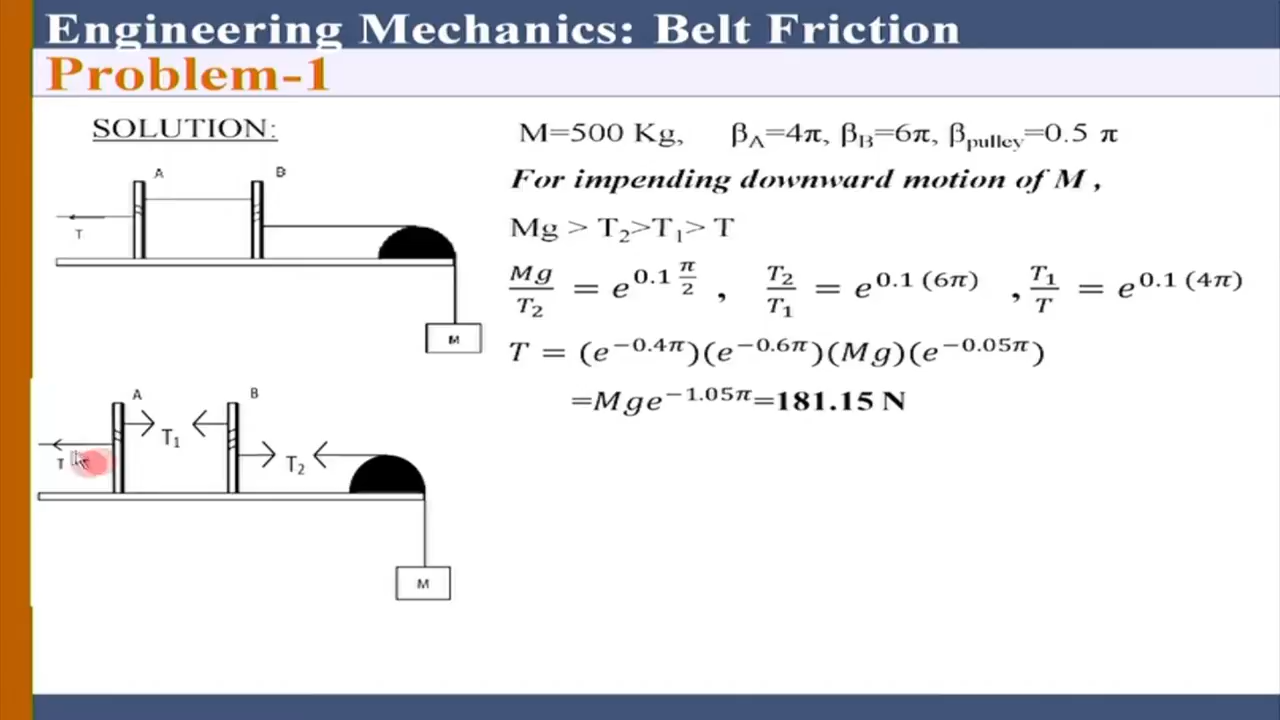 Engineering Mechanics: Belt Friction
Problem-1
SOLUTION:
M=500 Kg, β_A=4π, β_B=6π, β_pulley=0.5 π
For impending downward motion of M ,
Mg > T₂>T₁> T
Mg/T₂ = e^(0.1 π/2) , T₂/T₁ = e^(0.1 (6π)) , T₁/T = e^(0.1 (4π))
T = (e^(−0.4π))(e^(−0.6π))(Mg)(e^(−0.05π))
=Mge^(−1.05π)=181.15 N
A B
T
M
A B
T₁
T T₂
M